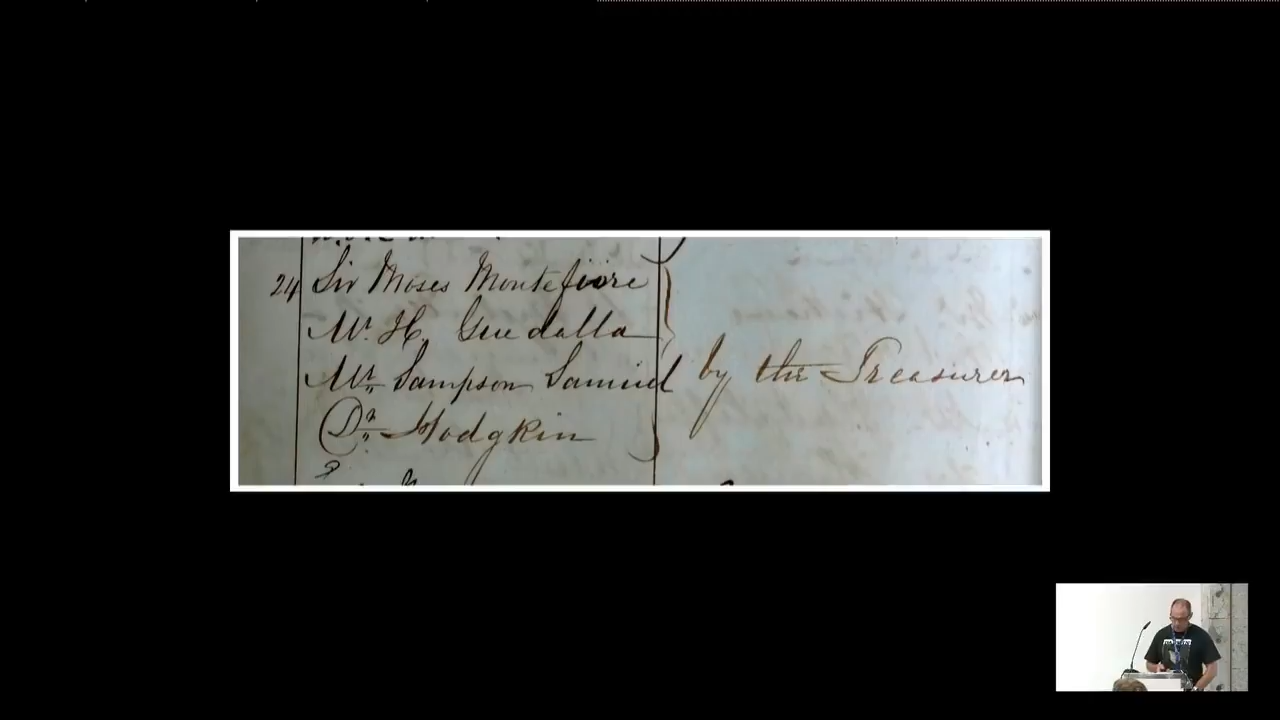 24 Sir Moses Montefiore
Mr. H. Guedalla
Mr. Sampson Samuel
by the Treasurer
Dr. Hodgkin